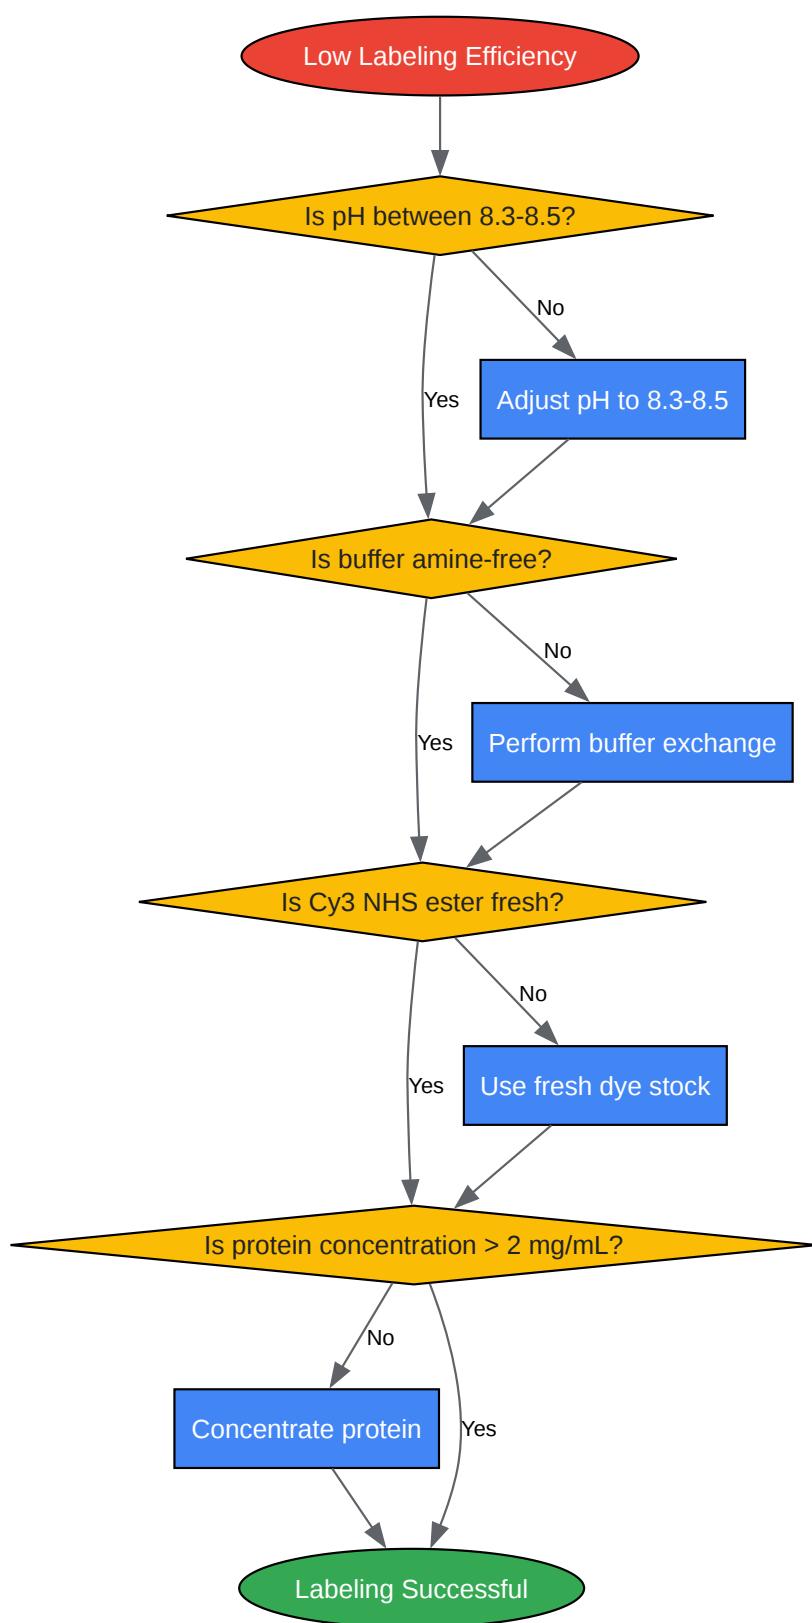 Low Labeling Efficiency
Is pH between 8.3-8.5?
No
Yes
Adjust pH to 8.3-8.5
Is buffer amine-free?
No
Yes
Perform buffer exchange
Is Cy3 NHS ester fresh?
No
Yes
Use fresh dye stock
Is protein concentration > 2 mg/mL?
No
Concentrate protein
Yes
Labeling Successful